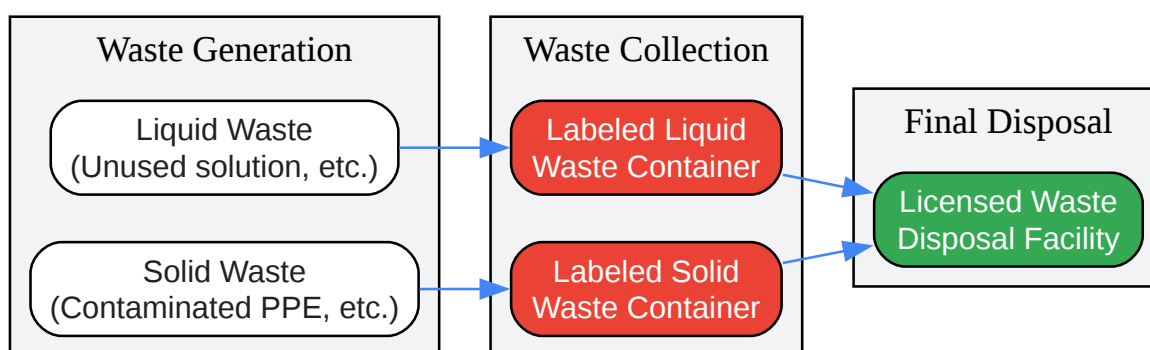 Waste Generation
Liquid Waste
(Unused solution, etc.)
Solid Waste
(Contaminated PPE, etc.)
Waste Collection
Labeled Liquid
Waste Container
Labeled Solid
Waste Container
Final Disposal
Licensed Waste
Disposal Facility